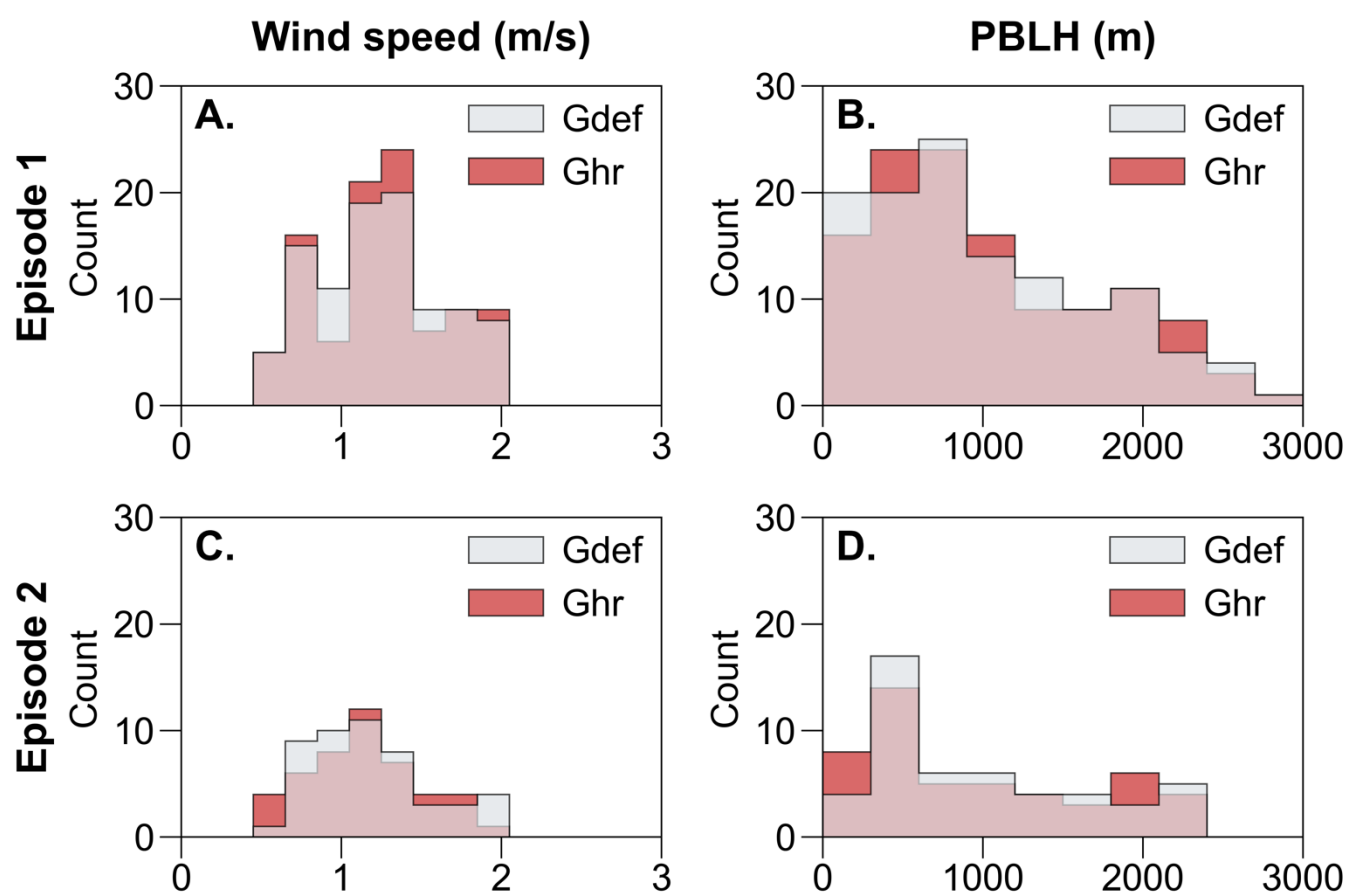 Wind speed (m/s)
PBLH (m)
Episode 1
Count
30
20
10
0
A.
Gdef
Ghr
0 1 2 3
Count
30
20
10
0
B.
Gdef
Ghr
0 1000 2000 3000
Episode 2
Count
30
20
10
0
C.
Gdef
Ghr
0 1 2 3
Count
30
20
10
0
D.
Gdef
Ghr
0 1000 2000 3000